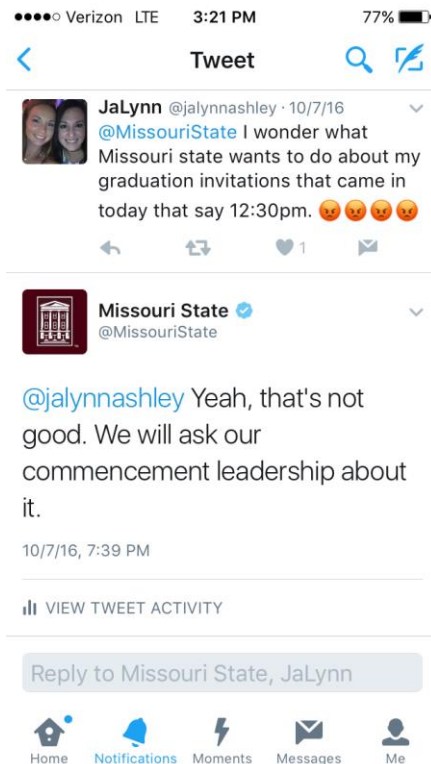 Verizon LTE 3:21 PM 77%
Tweet
JaLynn @jalynnashley · 10/7/16
@MissouriState I wonder what
Missouri state wants to do about my
graduation invitations that came in
today that say 12:30pm. 😡😡😡😡
1
Missouri State
@MissouriState
@jalynnashley Yeah, that's not
good. We will ask our
commencement leadership about
it.
10/7/16, 7:39 PM
VIEW TWEET ACTIVITY
Reply to Missouri State, JaLynn
Home Notifications Moments Messages Me